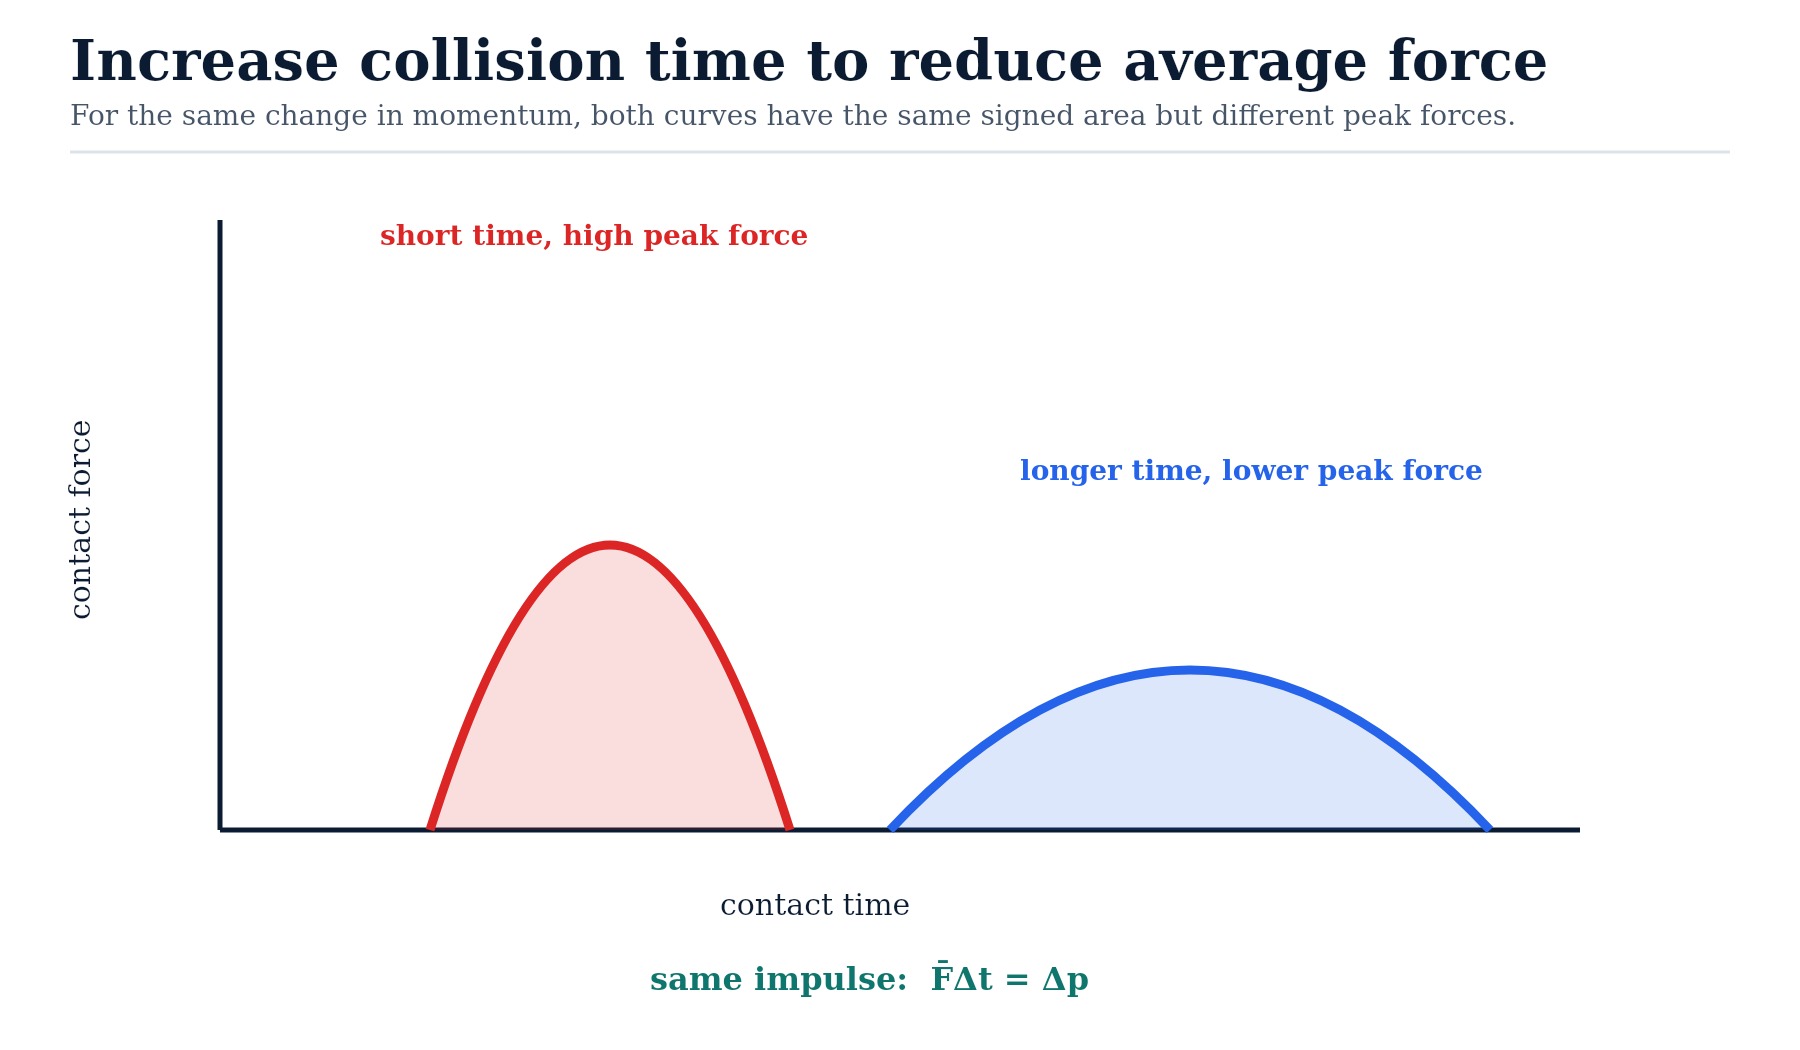 Increase collision time to reduce average force
For the same change in momentum, both curves have the same signed area but different peak forces.
short time, high peak force
longer time, lower peak force
contact force
contact time
same impulse: F̄Δt = Δp